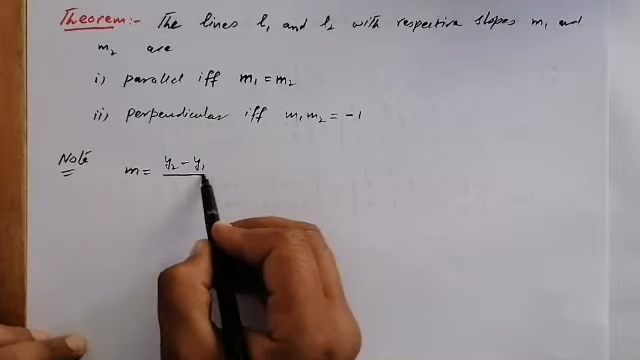 Theorem:- The lines l₁ and l₂ with respective slopes m₁ and
m₂ are
i) parallel iff m₁ = m₂
ii) perpendicular iff m₁m₂ = -1
Note m = y₂ - y₁